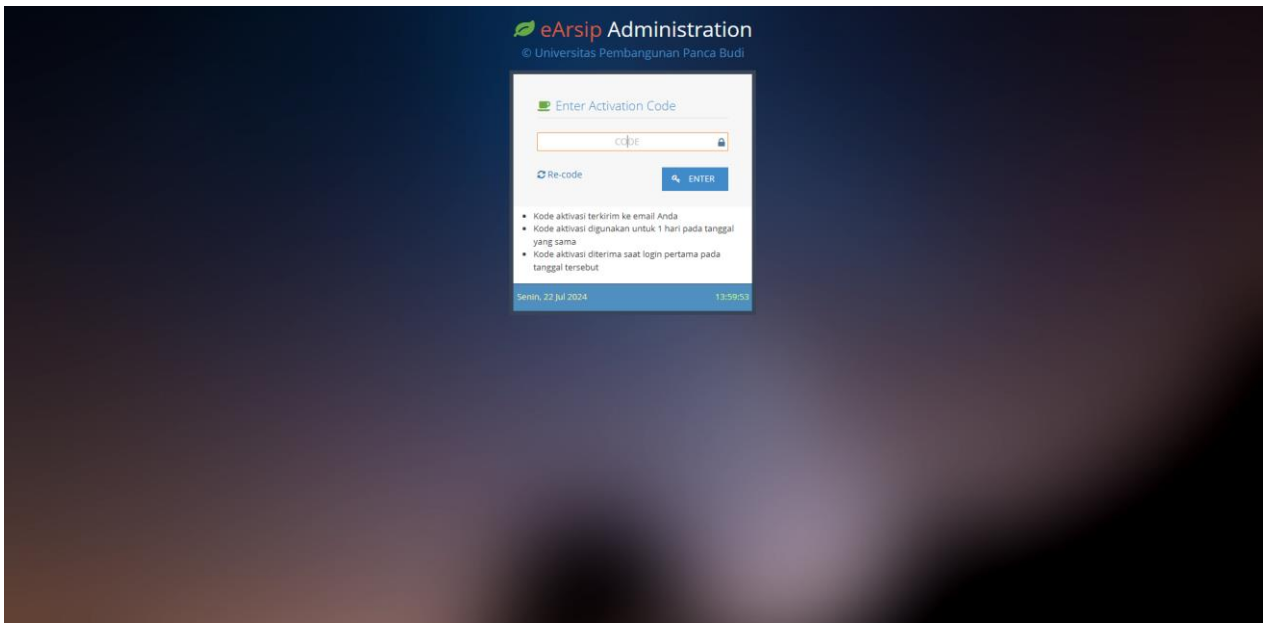 eArsip Administration
© Universitas Pembangunan Panca Budi
Enter Activation Code
CODE
Re-code
ENTER
Kode aktivasi terkirim ke email Anda
Kode aktivasi digunakan untuk 1 hari pada tanggal
yang sama
Kode aktivasi diterima saat login pertama pada
tanggal tersebut
Senin, 22 Jul 2024 13:59:53